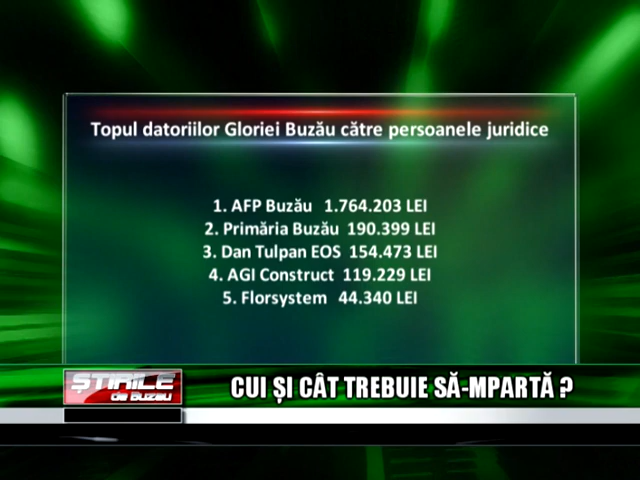 Topul datoriilor Gloriei Buzău către persoanele juridice
1. AFP Buzău 1.764.203 LEI
2. Primăria Buzău 190.399 LEI
3. Dan Tulpan EOS 154.473 LEI
4. AGI Construct 119.229 LEI
5. Florsystem 44.340 LEI
ȘTIRILE
de Buzau
CUI ȘI CÂT TREBUIE SĂ-MPARTĂ ?